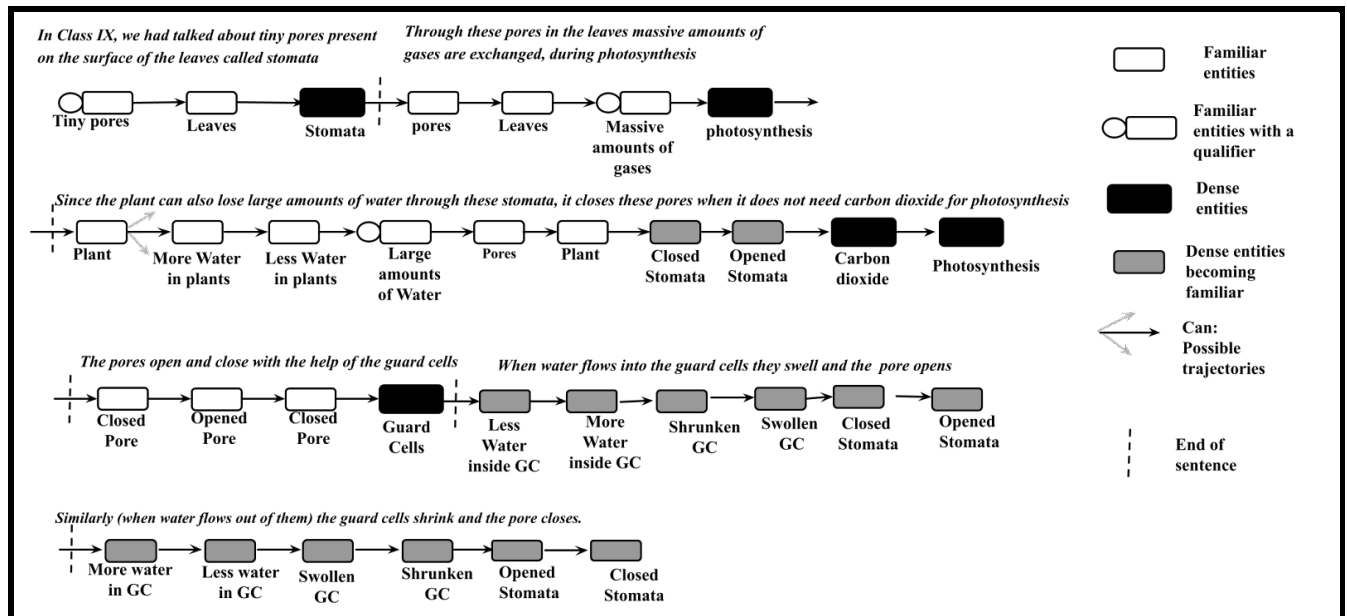 In Class IX, we had talked about tiny pores present
on the surface of the leaves called stomata
Through these pores in the leaves massive amounts of
gases are exchanged, during photosynthesis
Tiny pores
Leaves
Stomata
pores
Leaves
Massive
amounts of
gases
photosynthesis
Since the plant can also lose large amounts of water through these stomata, it closes these pores when it does not need carbon dioxide for photosynthesis
Plant
More Water
in plants
Less Water
in plants
Large
amounts
of Water
Pores
Plant
Closed
Stomata
Opened
Stomata
Carbon
dioxide
Photosynthesis
The pores open and close with the help of the guard cells
When water flows into the guard cells they swell and the pore opens
Closed
Pore
Opened
Pore
Closed
Pore
Guard
Cells
Less
Water
inside GC
More
Water
inside GC
Shrunken
GC
Swollen
GC
Closed
Stomata
Opened
Stomata
Similarly (when water flows out of them) the guard cells shrink and the pore closes.
More water
in GC
Less water
in GC
Swollen
GC
Shrunken
GC
Opened
Stomata
Closed
Stomata
Familiar
entities
Familiar
entities with a
qualifier
Dense
entities
Dense entities
becoming
familiar
Can:
Possible
trajectories
End of
sentence